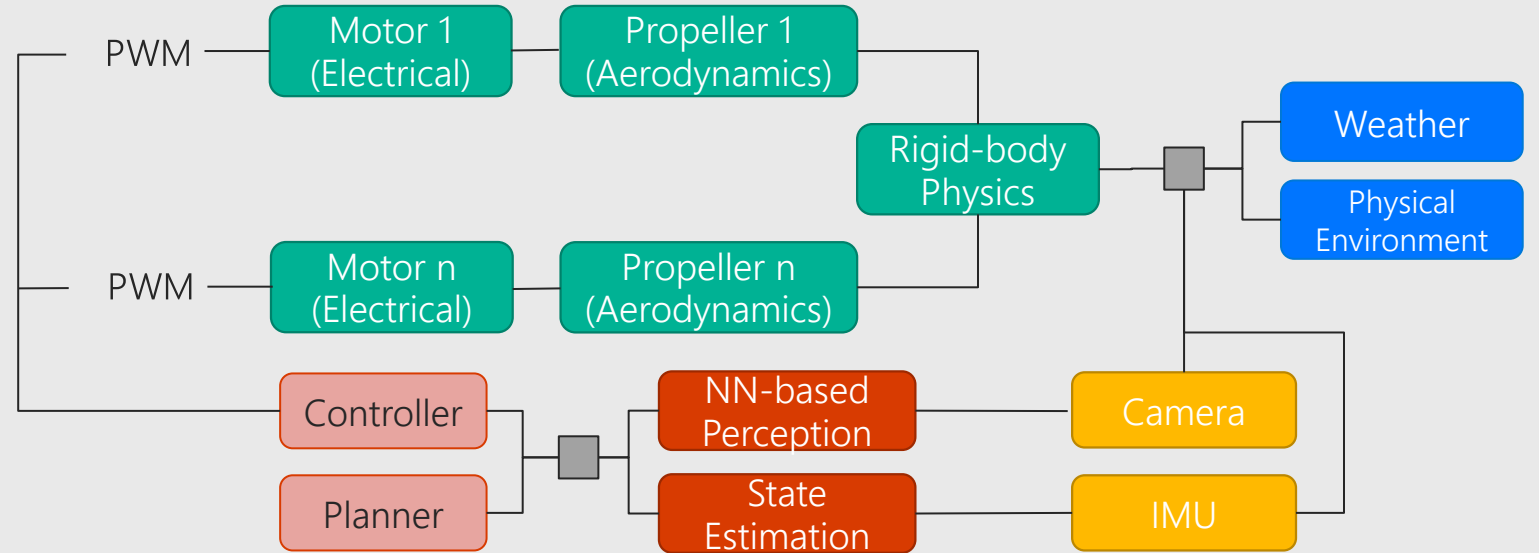 PWM
Motor 1
(Electrical)
Propeller 1
(Aerodynamics)
Rigid-body
Physics
Weather
Physical
Environment
PWM
Motor n
(Electrical)
Propeller n
(Aerodynamics)
Controller
NN-based
Perception
Camera
Planner
State
Estimation
IMU